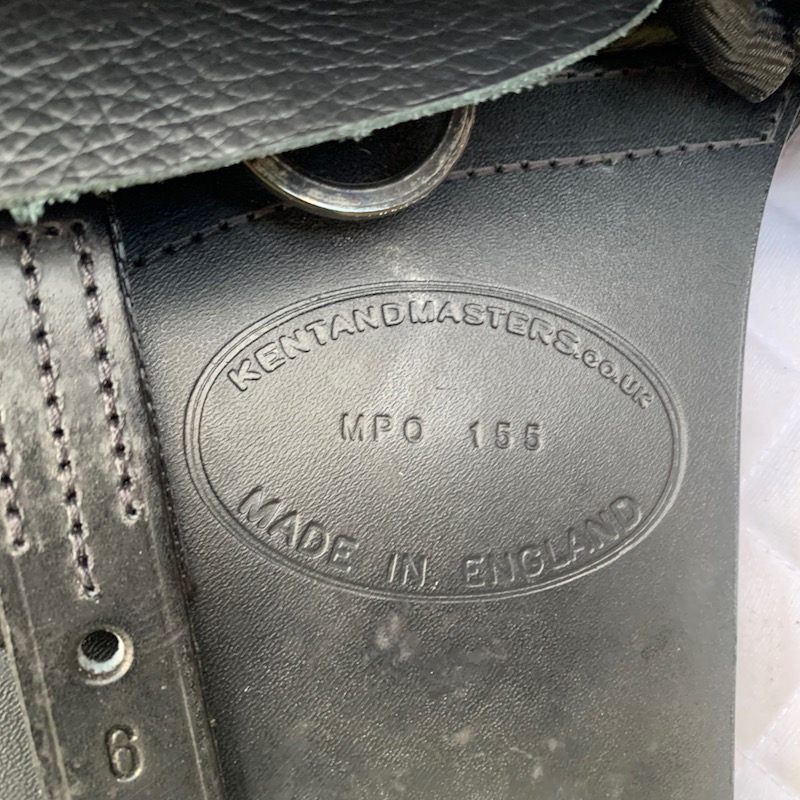 KENTANDMASTERS.CO.UK
MPO 155
MADE IN ENGLAND
6